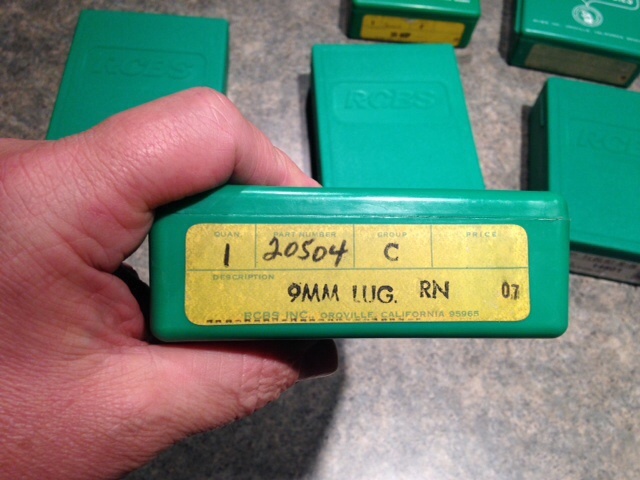 RCBS
RCBS
QUAN. PART NUMBER GROUP PRICE
1 20504 C
DESCRIPTION
9MM LUG. RN 07
RCBS INC., OROVILLE, CALIFORNIA 95965